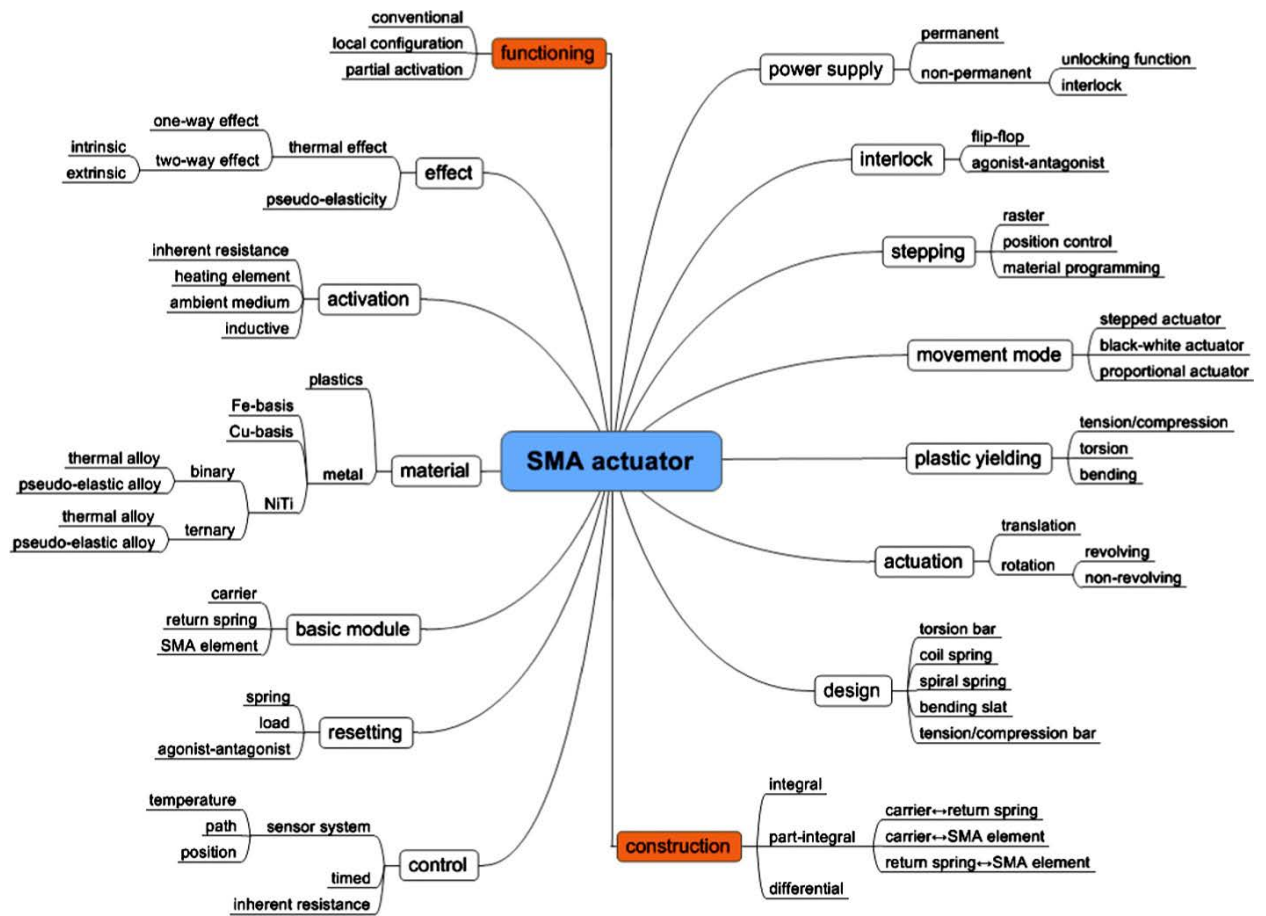 SMA actuator
functioning
conventional
local configuration
partial activation
effect
thermal effect
one-way effect
two-way effect
intrinsic
extrinsic
pseudo-elasticity
activation
inherent resistance
heating element
ambient medium
inductive
material
plastics
metal
Fe-basis
Cu-basis
NiTi
binary
thermal alloy
pseudo-elastic alloy
ternary
thermal alloy
pseudo-elastic alloy
basic module
carrier
return spring
SMA element
resetting
spring
load
agonist-antagonist
control
sensor system
temperature
path
position
timed
inherent resistance
power supply
permanent
non-permanent
unlocking function
interlock
interlock
flip-flop
agonist-antagonist
stepping
raster
position control
material programming
movement mode
stepped actuator
black-white actuator
proportional actuator
plastic yielding
tension/compression
torsion
bending
actuation
translation
rotation
revolving
non-revolving
design
torsion bar
coil spring
spiral spring
bending slat
tension/compression bar
construction
integral
part-integral
carrier↔return spring
carrier↔SMA element
return spring↔SMA element
differential